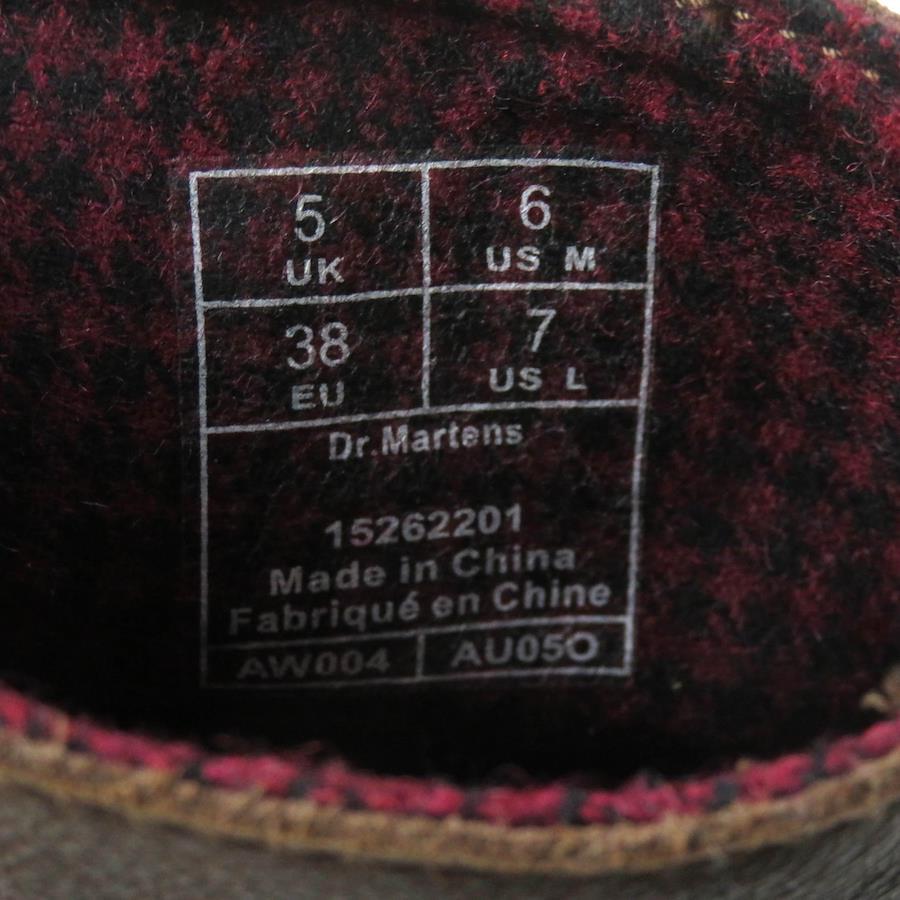 5
UK
6
US M
38
EU
7
US L
Dr.Martens
15262201
Made in China
Fabriqué en Chine
AW004
AU05O